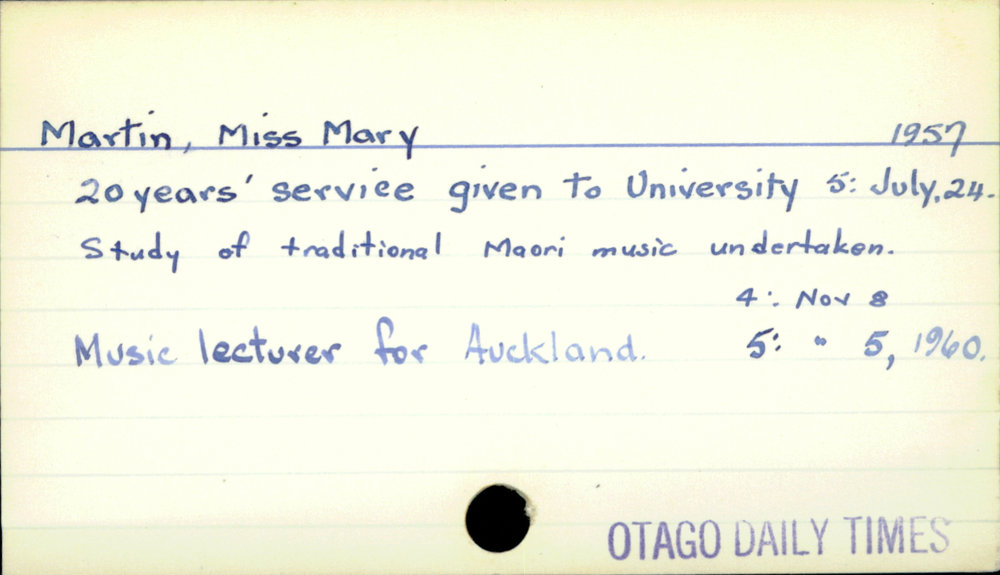 Martin, Miss Mary 1957
20 years' service given to University 5: July, 24.
Study of traditional Maori music undertaken.
4: Nov 8
Music lecturer for Auckland. 5: " 5, 1960.
OTAGO DAILY TIMES